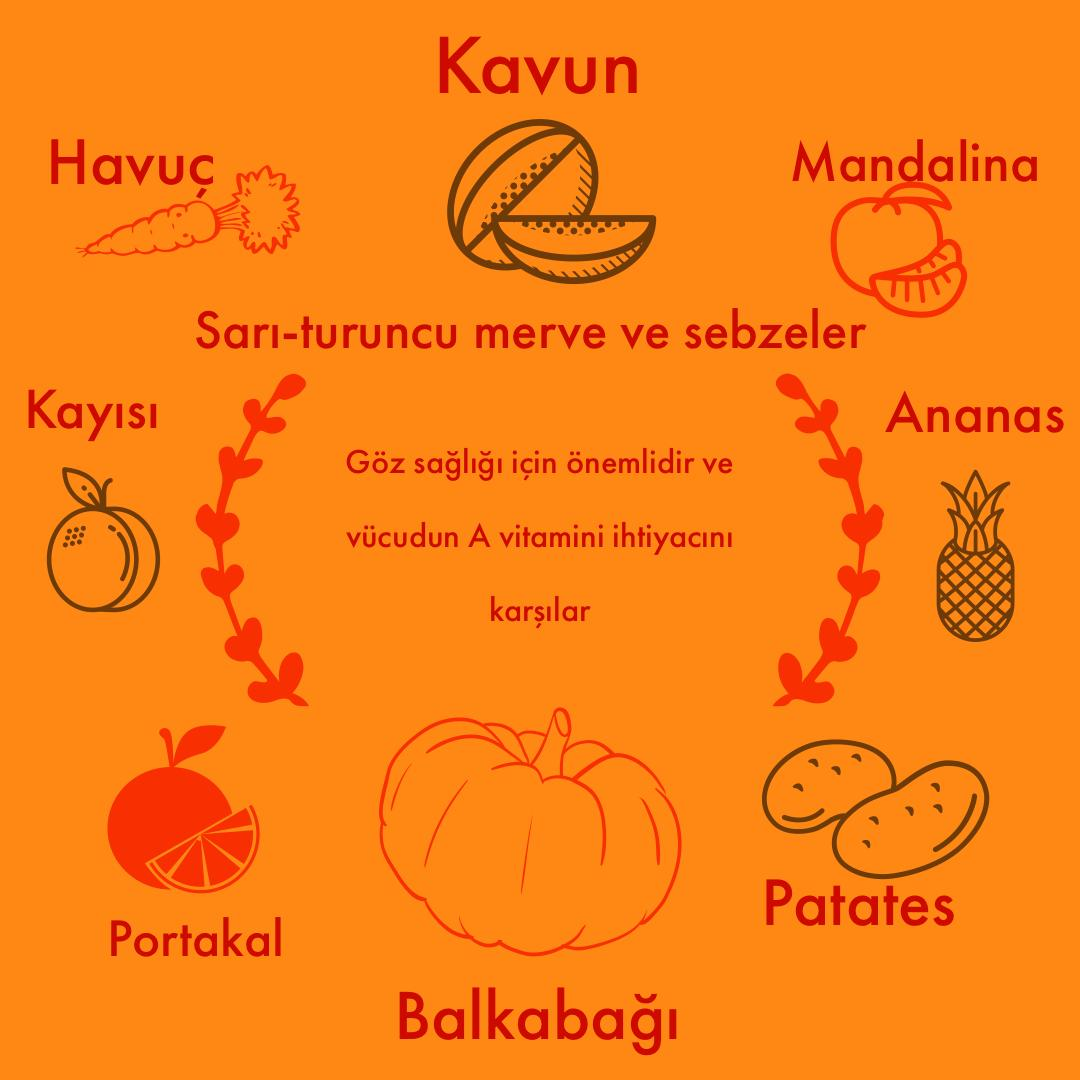 Kavun
Havuç
Mandalina
Sarı-turuncu merve ve sebzeler
Kayısı
Ananas
Göz sağlığı için önemlidir ve
vücudun A vitamini ihtiyacını
karşılar
Portakal
Patates
Balkabağı